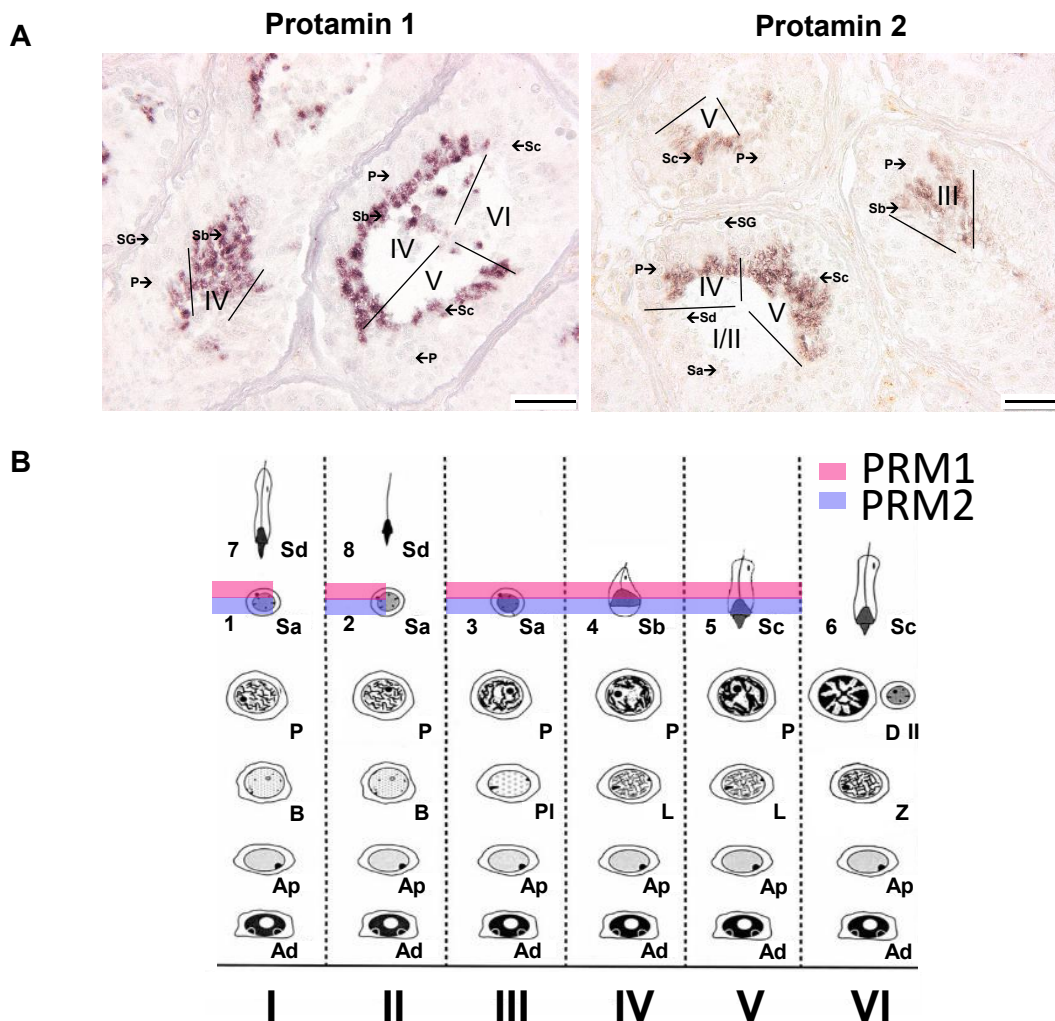 A
Protamin 1
Protamin 2
←Sc
P→
Sb→
VI
IV
V
SG→
Sb→
P→
IV
←Sc
←P
V
Sc→
P→
P→
Sb→
III
←SG
P→
IV
←Sc
V
←Sd
I/II
Sa→
B
PRM1
PRM2
7 Sd 8 Sd
1 Sa 2 Sa 3 Sa 4 Sb 5 Sc 6 Sc
P P P P P D II
B B Pl L L Z
Ap Ap Ap Ap Ap Ap
Ad Ad Ad Ad Ad Ad
I II III IV V VI